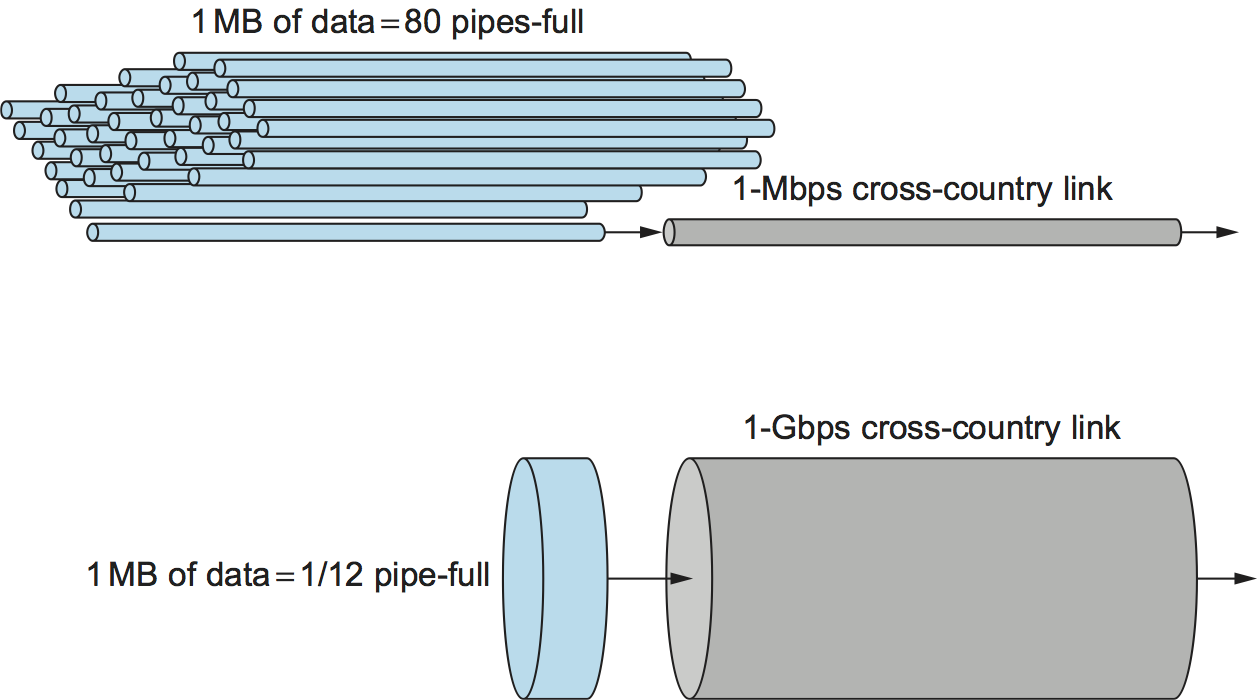 1 MB of data = 80 pipes-full
1-Mbps cross-country link
1-Gbps cross-country link
1 MB of data = 1/12 pipe-full